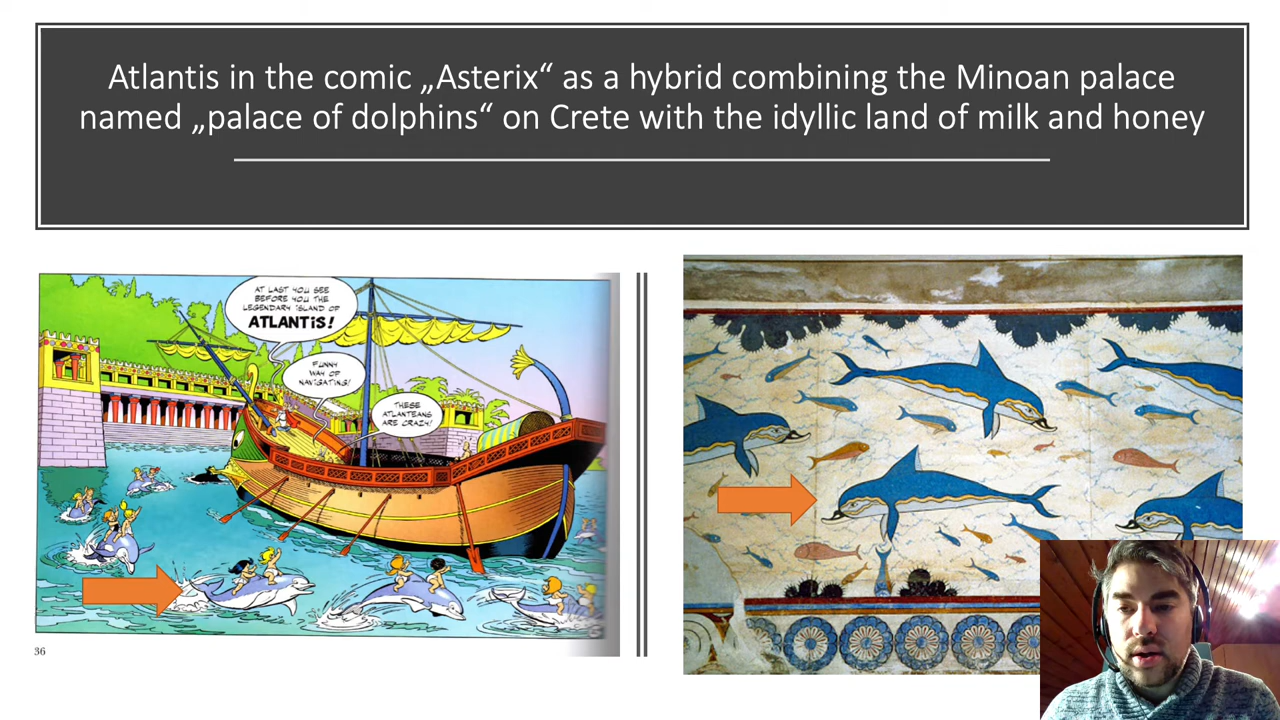 Atlantis in the comic „Asterix“ as a hybrid combining the Minoan palace
named „palace of dolphins“ on Crete with the idyllic land of milk and honey
AT LAST YOU SEE
BEFORE YOU THE
LEGENDARY ISLAND OF
ATLANTIS!
FUNNY
WAY OF
NAVIGATING!
THESE
ATLANTEANS
ARE CRAZY!
36